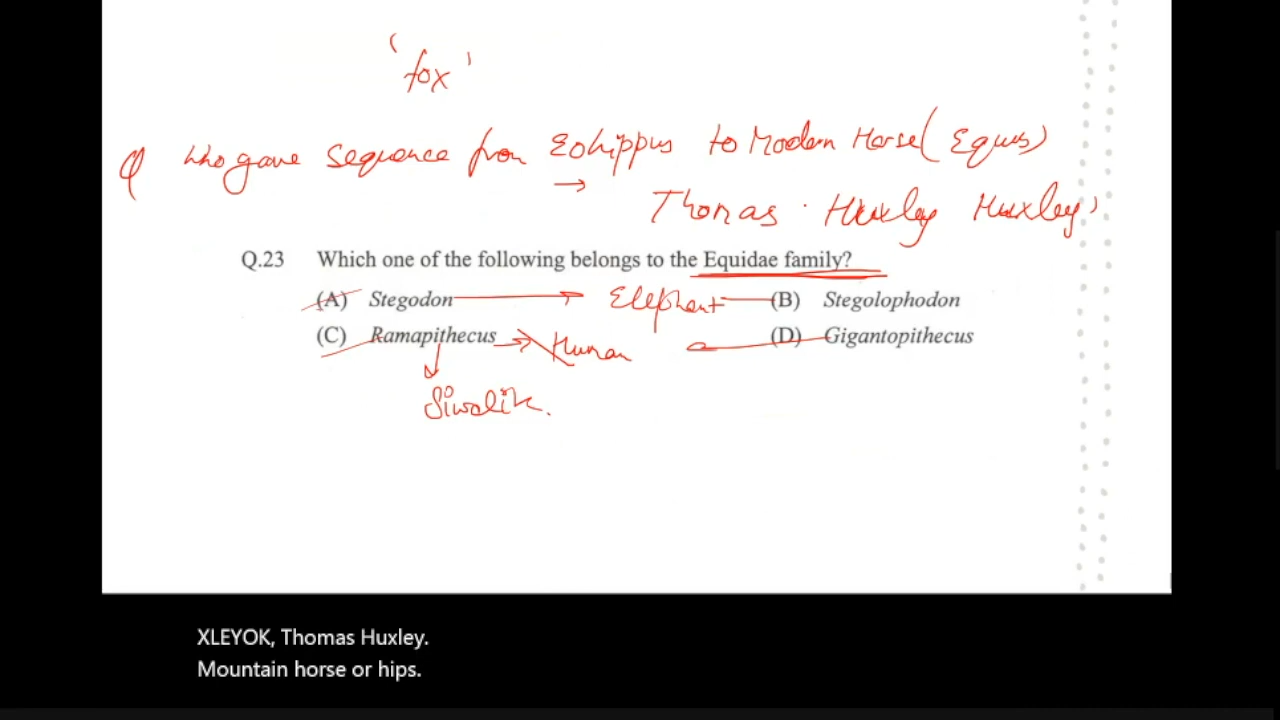 'fox'
Q who gave sequence from Eohippus to Modern Horse (Equus)
→ Thomas Huxley Huxley,
Q.23 Which one of the following belongs to the Equidae family?
(A) Stegodon → Elephant (B) Stegolophodon
(C) Ramapithecus → Human (D) Gigantopithecus
Siwalik.
XLEYOK, Thomas Huxley.
Mountain horse or hips.